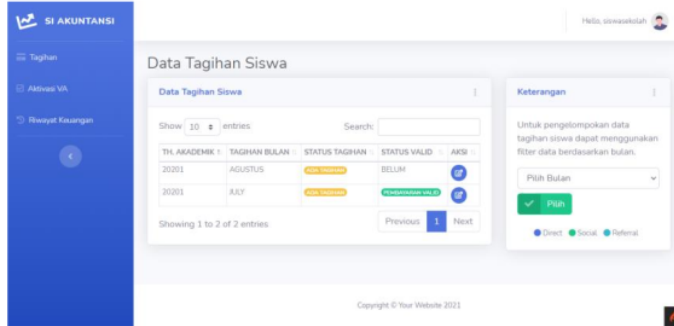 SI AKUNTANSI
Hello, siswasekolah
Tagihan
Aktivasi VA
Riwayat Keuangan
Data Tagihan Siswa
Data Tagihan Siswa
Show 10 entries
Search:
TH. AKADEMIK TAGIHAN BULAN STATUS TAGIHAN STATUS VALID AKSI
20201 AGUSTUS ADA TAGIHAN BELUM
20201 JULY ADA TAGIHAN PEMBAYARAN VALID
Showing 1 to 2 of 2 entries
Previous 1 Next
Keterangan
Untuk pengelompokan data
tagihan siswa dapat menggunakan
filter data berdasarkan bulan.
Pilih Bulan
Pilih
Direct Social Referral
Copyright © Your Website 2021